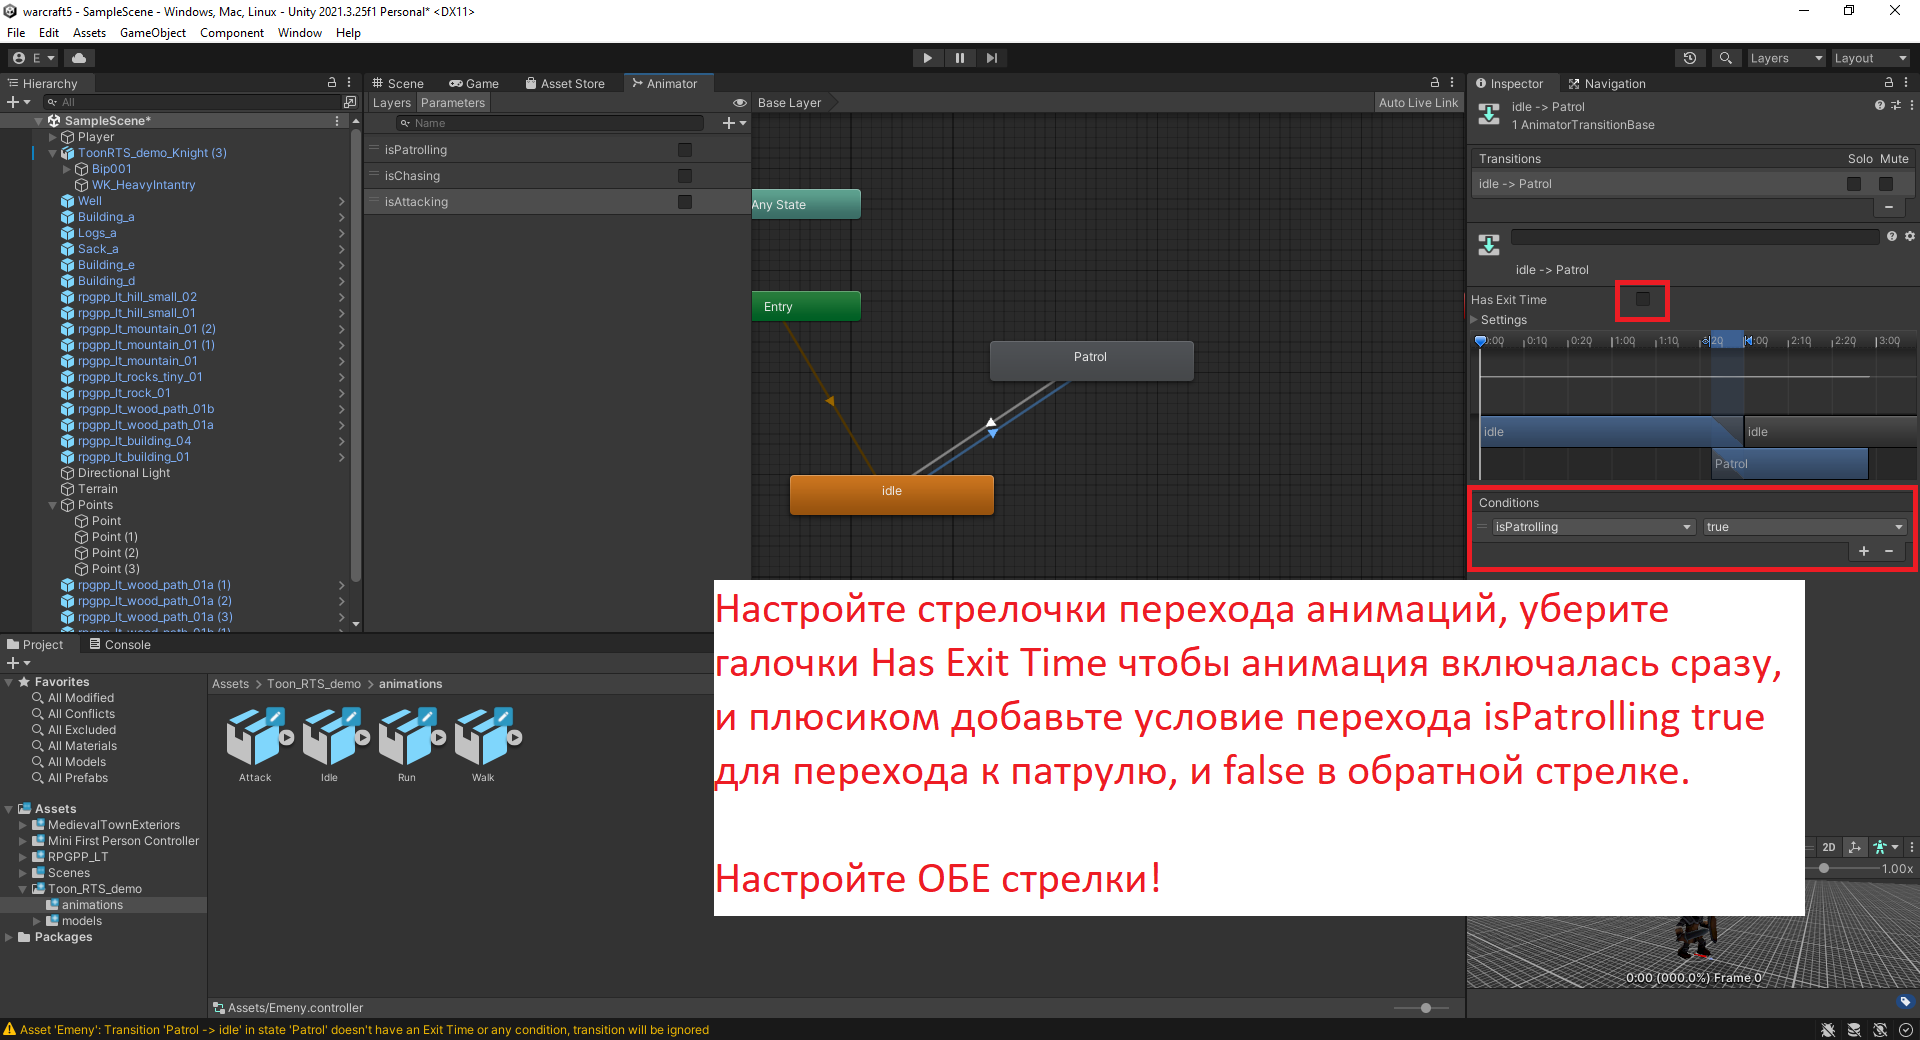 warcraft5 - SampleScene - Windows, Mac, Linux - Unity 2021.3.25f1 Personal* <DX11>
File Edit Assets GameObject Component Window Help
E
Layers
Layout
Hierarchy
All
SampleScene*
Player
ToonRTS_demo_Knight (3)
Bip001
WK_HeavyIntantry
Well
Building_a
Logs_a
Sack_a
Building_e
Building_d
rpgpp_lt_hill_small_02
rpgpp_lt_hill_small_01
rpgpp_lt_mountain_01 (2)
rpgpp_lt_mountain_01 (1)
rpgpp_lt_mountain_01
rpgpp_lt_rocks_tiny_01
rpgpp_lt_rock_01
rpgpp_lt_wood_path_01b
rpgpp_lt_wood_path_01a
rpgpp_lt_building_04
rpgpp_lt_building_01
Directional Light
Terrain
Points
Point
Point (1)
Point (2)
Point (3)
rpgpp_lt_wood_path_01a (1)
rpgpp_lt_wood_path_01a (2)
rpgpp_lt_wood_path_01a (3)
Scene Game Asset Store Animator
Layers Parameters
Base Layer
Auto Live Link
Name
isPatrolling
isChasing
isAttacking
Any State
Entry
Patrol
idle
Inspector Navigation
idle -> Patrol
1 AnimatorTransitionBase
Transitions Solo Mute
idle -> Patrol
idle -> Patrol
Has Exit Time
Settings
0:10 0:20 1:00 1:10 2:10 2:20 3:00
idle idle
Patrol
Conditions
isPatrolling true
Настройте стрелочки перехода анимаций, уберите
галочки Has Exit Time чтобы анимация включалась сразу,
и плюсиком добавьте условие перехода isPatrolling true
для перехода к патрулю, и false в обратной стрелке.
Настройте ОБЕ стрелки!
2D
1.00x
0:00 (000.0%) Frame 0
Project Console
Favorites
All Modified
All Conflicts
All Excluded
All Materials
All Models
All Prefabs
Assets
MedievalTownExteriors
Mini First Person Controller
RPGPP_LT
Scenes
Toon_RTS_demo
animations
models
Packages
Assets > Toon_RTS_demo > animations
Attack Idle Run Walk
Assets/Emeny.controller
Asset 'Emeny': Transition 'Patrol -> idle' in state 'Patrol' doesn't have an Exit Time or any condition, transition will be ignored